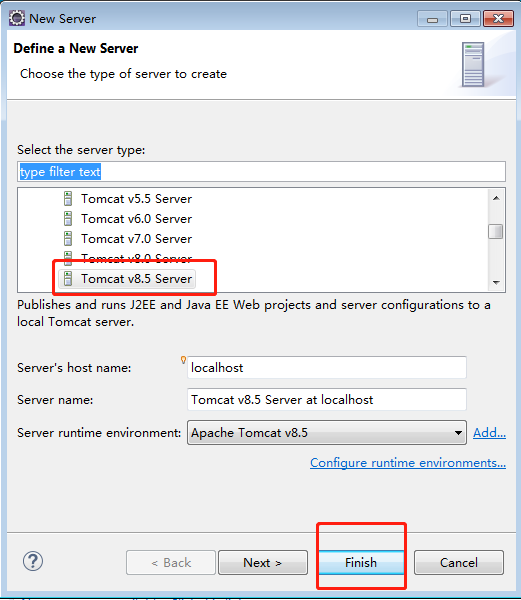 New Server
Define a New Server
Choose the type of server to create
Select the server type:
type filter text
Tomcat v5.5 Server
Tomcat v6.0 Server
Tomcat v7.0 Server
Tomcat v8.0 Server
Tomcat v8.5 Server
Publishes and runs J2EE and Java EE Web projects and server configurations to a
local Tomcat server.
Server's host name: localhost
Server name: Tomcat v8.5 Server at localhost
Server runtime environment: Apache Tomcat v8.5 Add...
Configure runtime environments...
? < Back Next > Finish Cancel